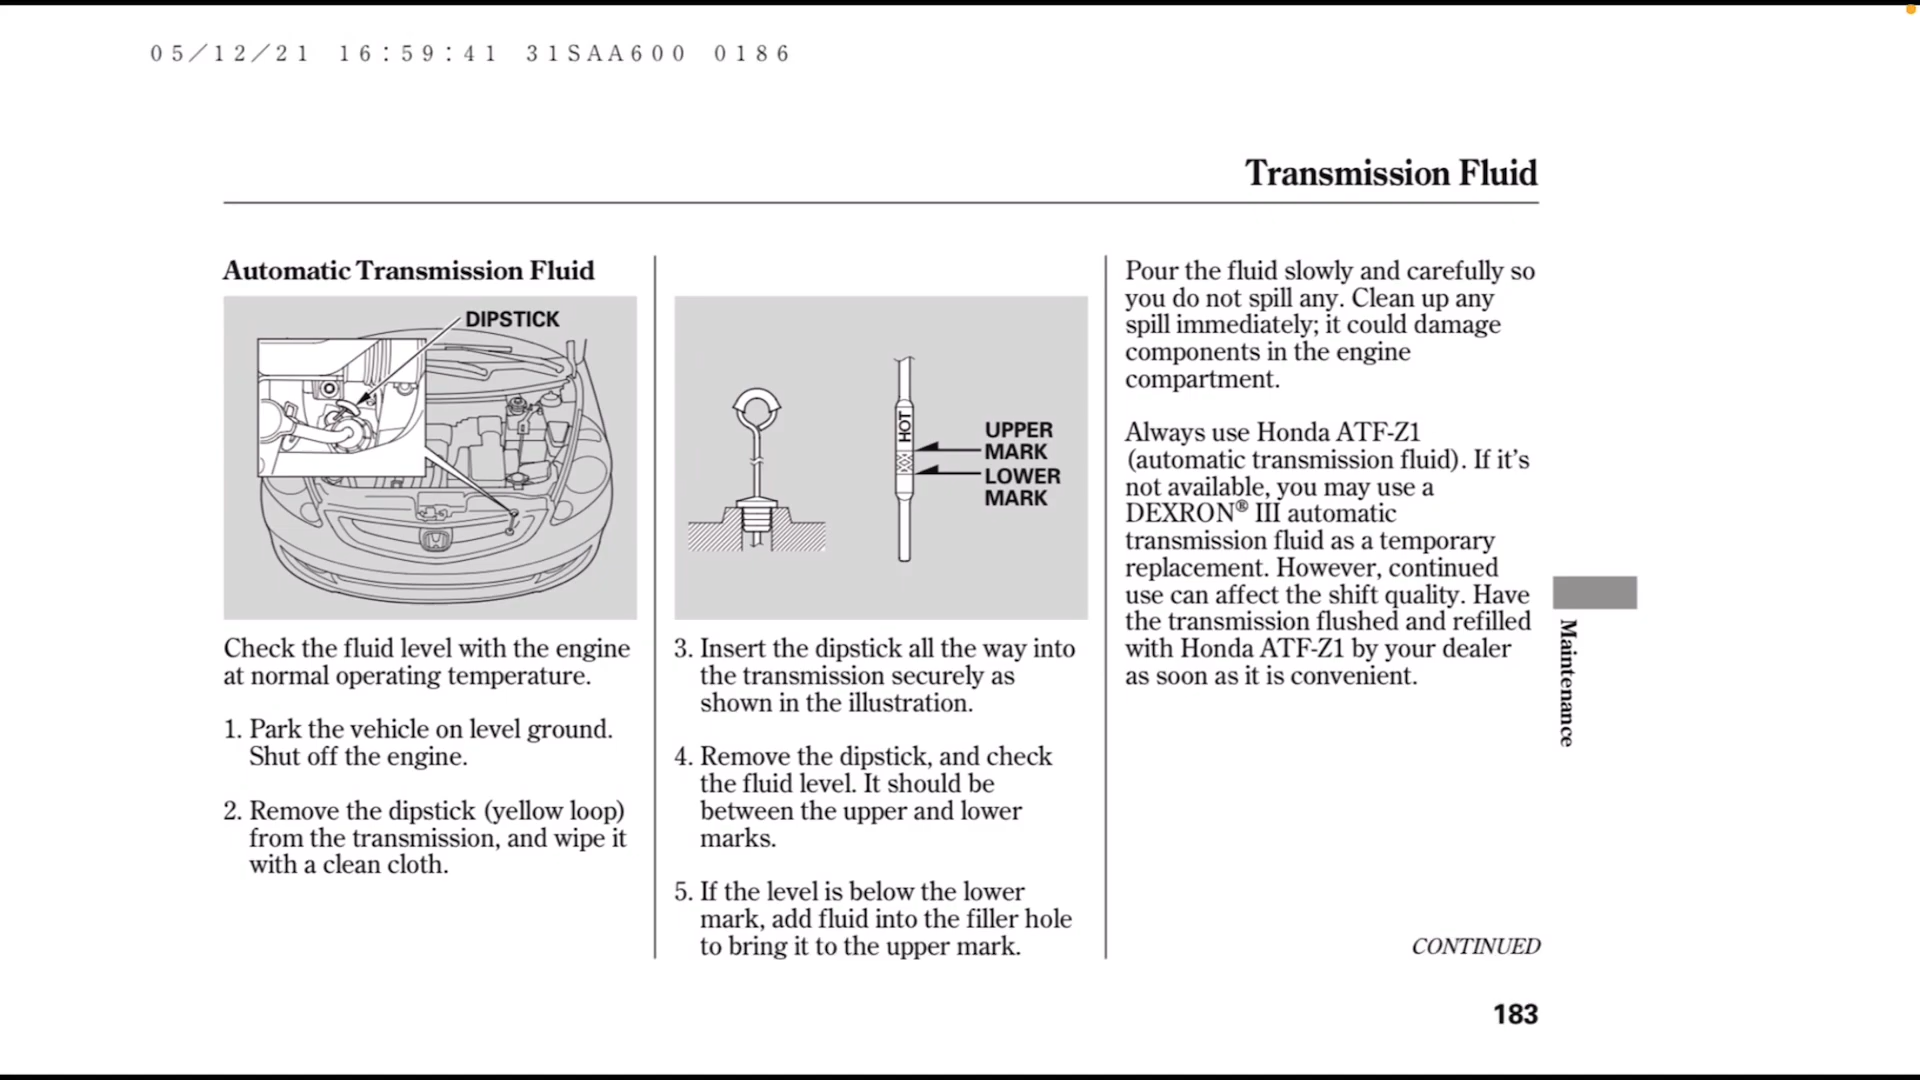 05/12/21 16:59:41 31SAA600 0186
Transmission Fluid
Automatic Transmission Fluid
DIPSTICK
Check the fluid level with the engine
at normal operating temperature.
1. Park the vehicle on level ground.
Shut off the engine.
2. Remove the dipstick (yellow loop)
from the transmission, and wipe it
with a clean cloth.
HOT
UPPER
MARK
LOWER
MARK
3. Insert the dipstick all the way into
the transmission securely as
shown in the illustration.
4. Remove the dipstick, and check
the fluid level. It should be
between the upper and lower
marks.
5. If the level is below the lower
mark, add fluid into the filler hole
to bring it to the upper mark.
Pour the fluid slowly and carefully so
you do not spill any. Clean up any
spill immediately; it could damage
components in the engine
compartment.
Always use Honda ATF-Z1
(automatic transmission fluid). If it’s
not available, you may use a
DEXRON® III automatic
transmission fluid as a temporary
replacement. However, continued
use can affect the shift quality. Have
the transmission flushed and refilled
with Honda ATF-Z1 by your dealer
as soon as it is convenient.
Maintenance
CONTINUED
183